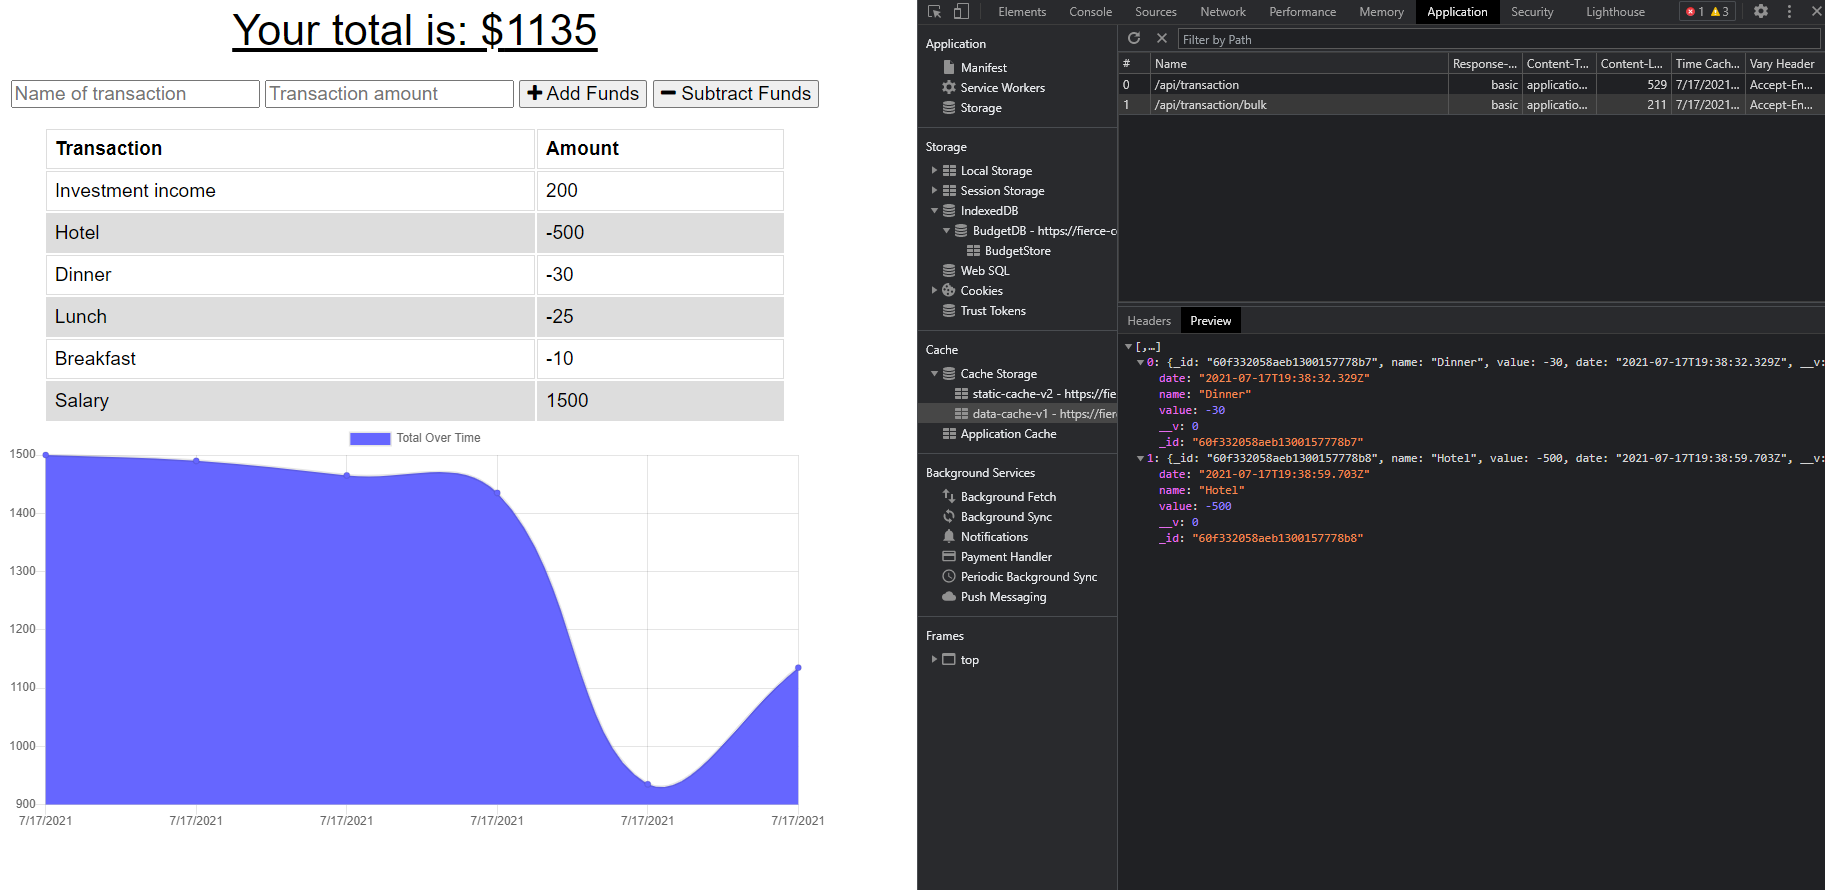 Your total is: $1135
Name of transaction Transaction amount Add Funds Subtract Funds
Transaction Amount
Investment income 200
Hotel -500
Dinner -30
Lunch -25
Breakfast -10
Salary 1500
Total Over Time
1500
1400
1300
1200
1100
1000
900
7/17/2021 7/17/2021 7/17/2021 7/17/2021 7/17/2021 7/17/2021
Elements Console Sources Network Performance Memory Application Security Lighthouse 1 3
Application
Manifest
Service Workers
Storage
Storage
Local Storage
Session Storage
IndexedDB
BudgetDB - https://fierce-c
BudgetStore
Web SQL
Cookies
Trust Tokens
Cache
Cache Storage
static-cache-v2 - https://fie
data-cache-v1 - https://fier
Application Cache
Background Services
Background Fetch
Background Sync
Notifications
Payment Handler
Periodic Background Sync
Push Messaging
Frames
top
Filter by Path
# Name Response-... Content-T... Content-L... Time Cac... Vary Header
0 /api/transaction basic applicatio... 529 7/17/2021... Accept-En...
1 /api/transaction/bulk basic applicatio... 211 7/17/2021... Accept-En...
Headers Preview
[,…]
0: {_id: "60f332058aeb1300157778b7", name: "Dinner", value: -30, date: "2021-07-17T19:38:32.329Z", __v:
date: "2021-07-17T19:38:32.329Z"
name: "Dinner"
value: -30
__v: 0
_id: "60f332058aeb1300157778b7"
1: {_id: "60f332058aeb1300157778b8", name: "Hotel", value: -500, date: "2021-07-17T19:38:59.703Z", __v:
date: "2021-07-17T19:38:59.703Z"
name: "Hotel"
value: -500
__v: 0
_id: "60f332058aeb1300157778b8"